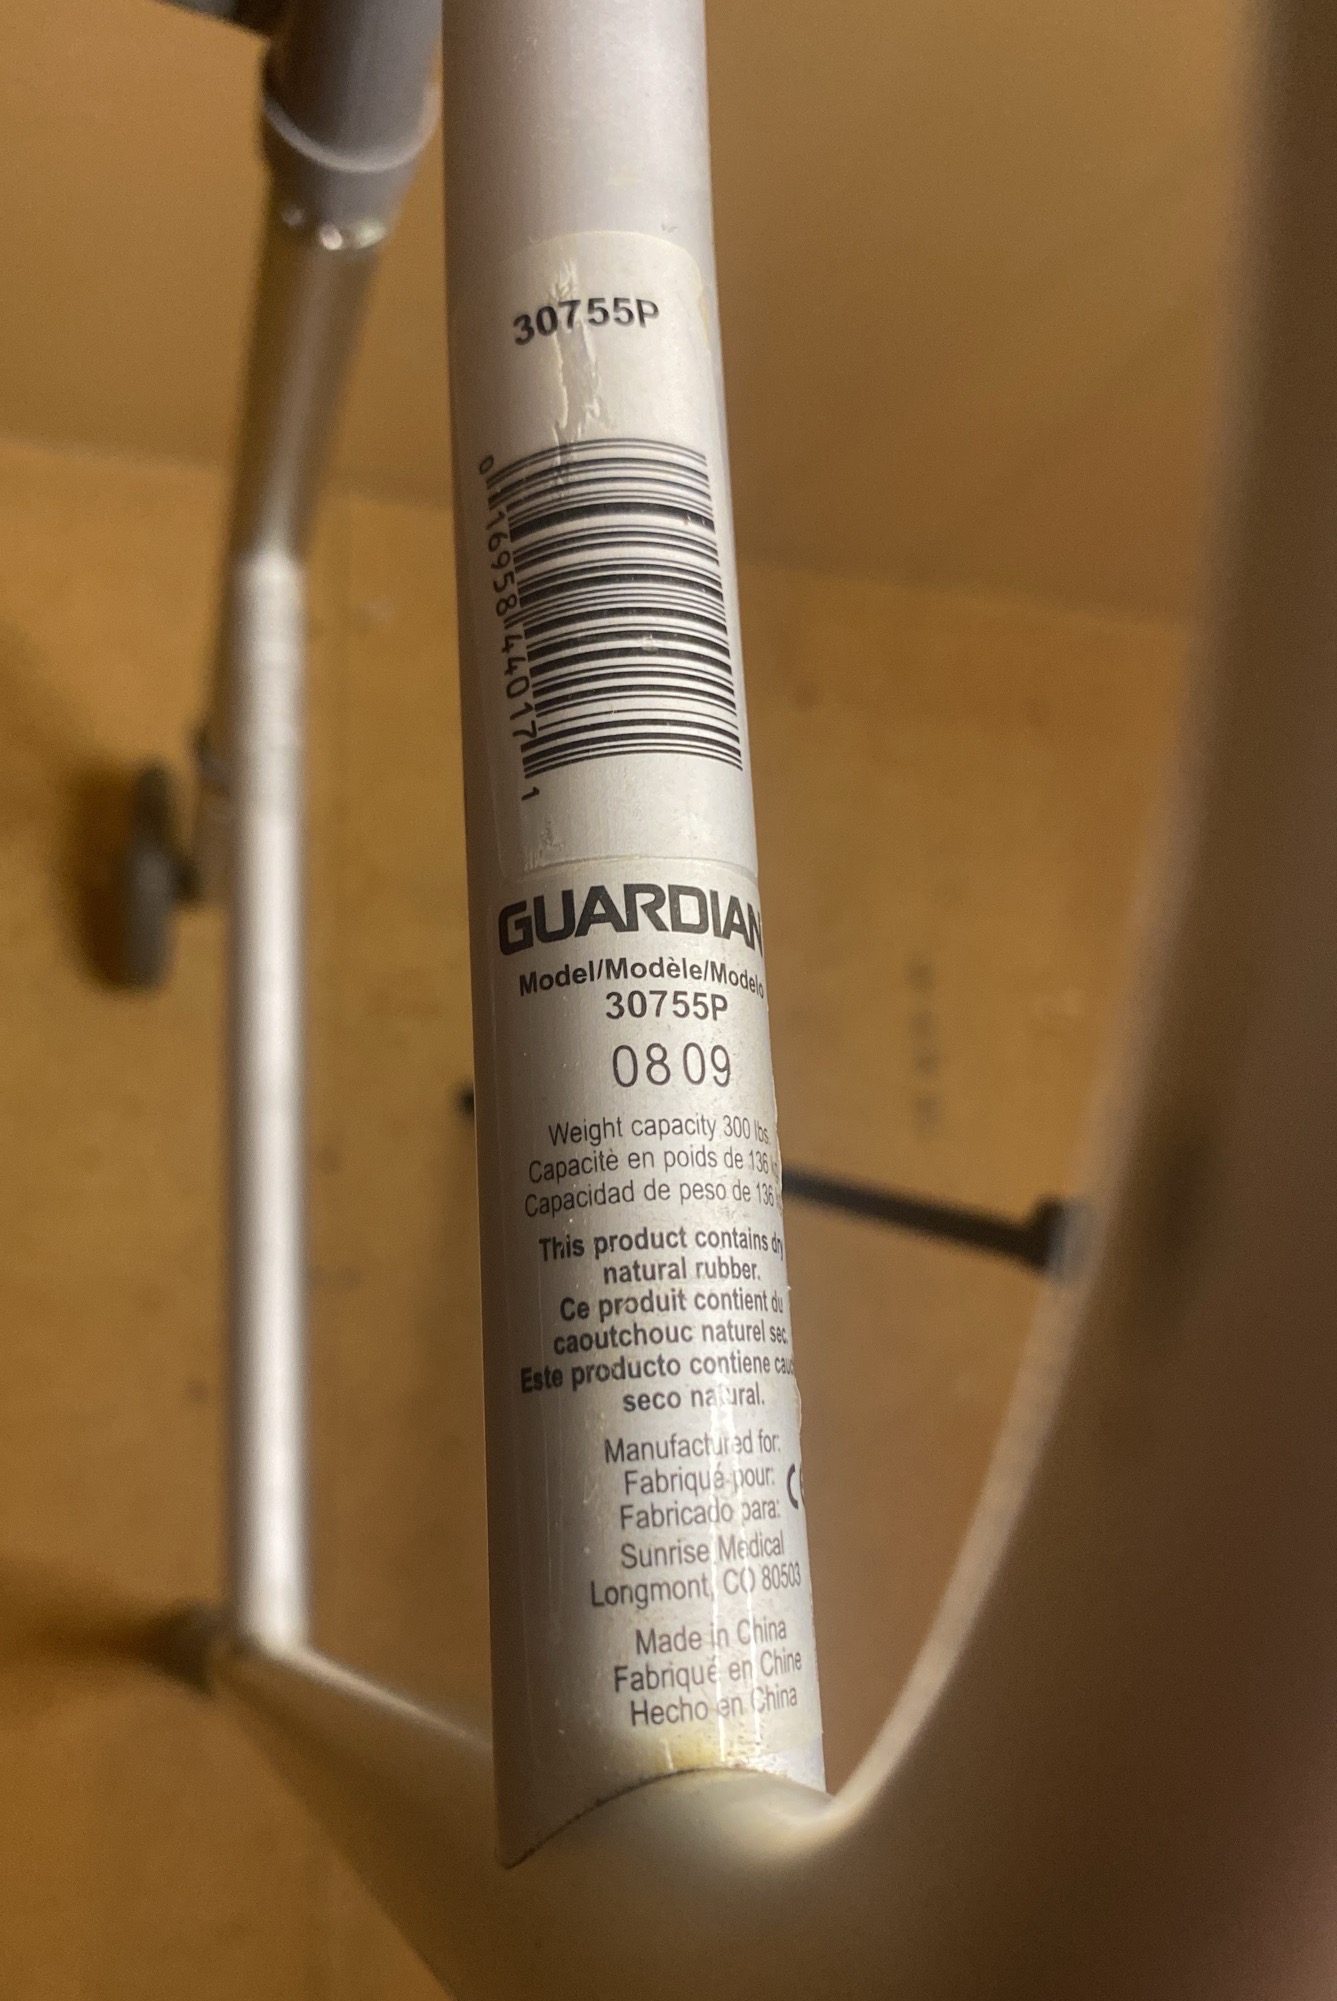 30755P
0 16958 44017 1
GUARDIAN
Model/Modèle/Modelo
30755P
0809
Weight capacity 300 lbs.
Capacitè en poids de 136
Capacidad de peso de 136
This product contains dry
natural rubber.
Ce produit contient du
caoutchouc naturel sec.
Este producto contiene
seco natural.
Manufactured for:
Fabriqué pour:
Fabricado para:
CE
Sunrise Medical
Longmont, CO 80503
Made in China
Fabriqué en Chine
Hecho en China